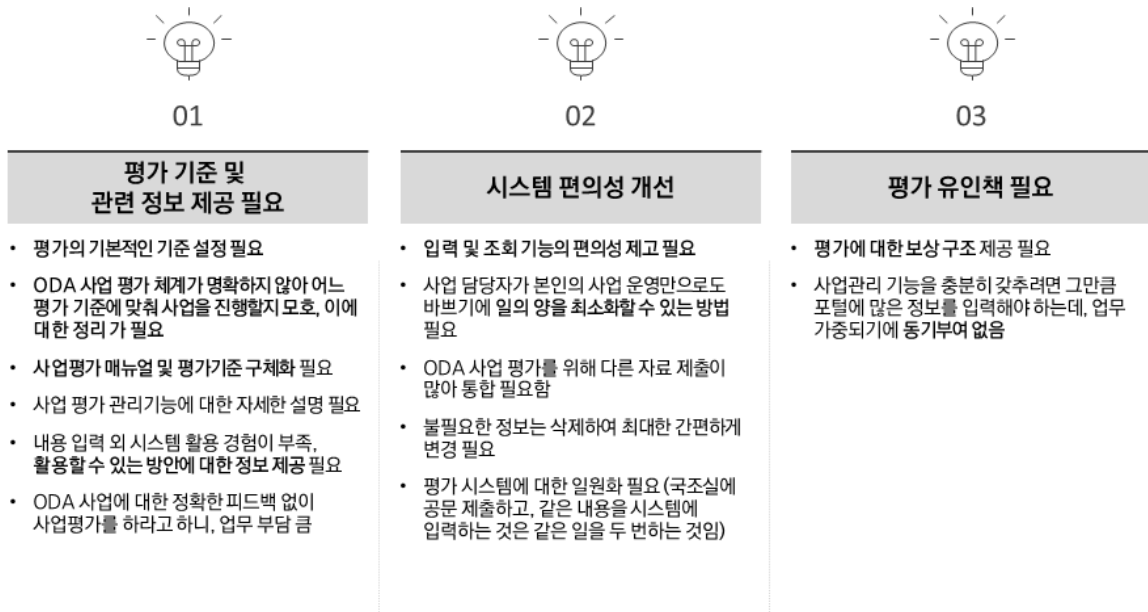 01
평가 기준 및
관련 정보 제공 필요
• 평가의 기본적인 기준 설정 필요
• ODA 사업 평가 체계가 명확하지 않아 어느
평가 기준에 맞춰 사업을 진행할지 모호, 이에
대한 정리 가 필요
• 사업평가 매뉴얼 및 평가기준 구체화 필요
• 사업 평가 관리기능에 대한 자세한 설명 필요
• 내용 입력 외 시스템 활용 경험이 부족,
활용할 수 있는 방안에 대한 정보 제공 필요
• ODA 사업에 대한 정확한 피드백 없이
사업평가를 하라고 하니, 업무 부담 큼
02
시스템 편의성 개선
• 입력 및 조회 기능의 편의성 제고 필요
• 사업 담당자가 본인의 사업 운영만으로도
바쁘기에 일의 양을 최소화할 수 있는 방법
필요
• ODA 사업 평가를 위해 다른 자료 제출이
많아 통합 필요함
• 불필요한 정보는 삭제하여 최대한 간편하게
변경 필요
• 평가 시스템에 대한 일원화 필요 (국조실에
공문 제출하고, 같은 내용을 시스템에
입력하는 것은 같은 일을 두 번하는 것임)
03
평가 유인책 필요
• 평가에 대한 보상 구조 제공 필요
• 사업관리 기능을 충분히 갖추려면 그만큼
포털에 많은 정보를 입력해야 하는데, 업무
가중되기에 동기부여 없음